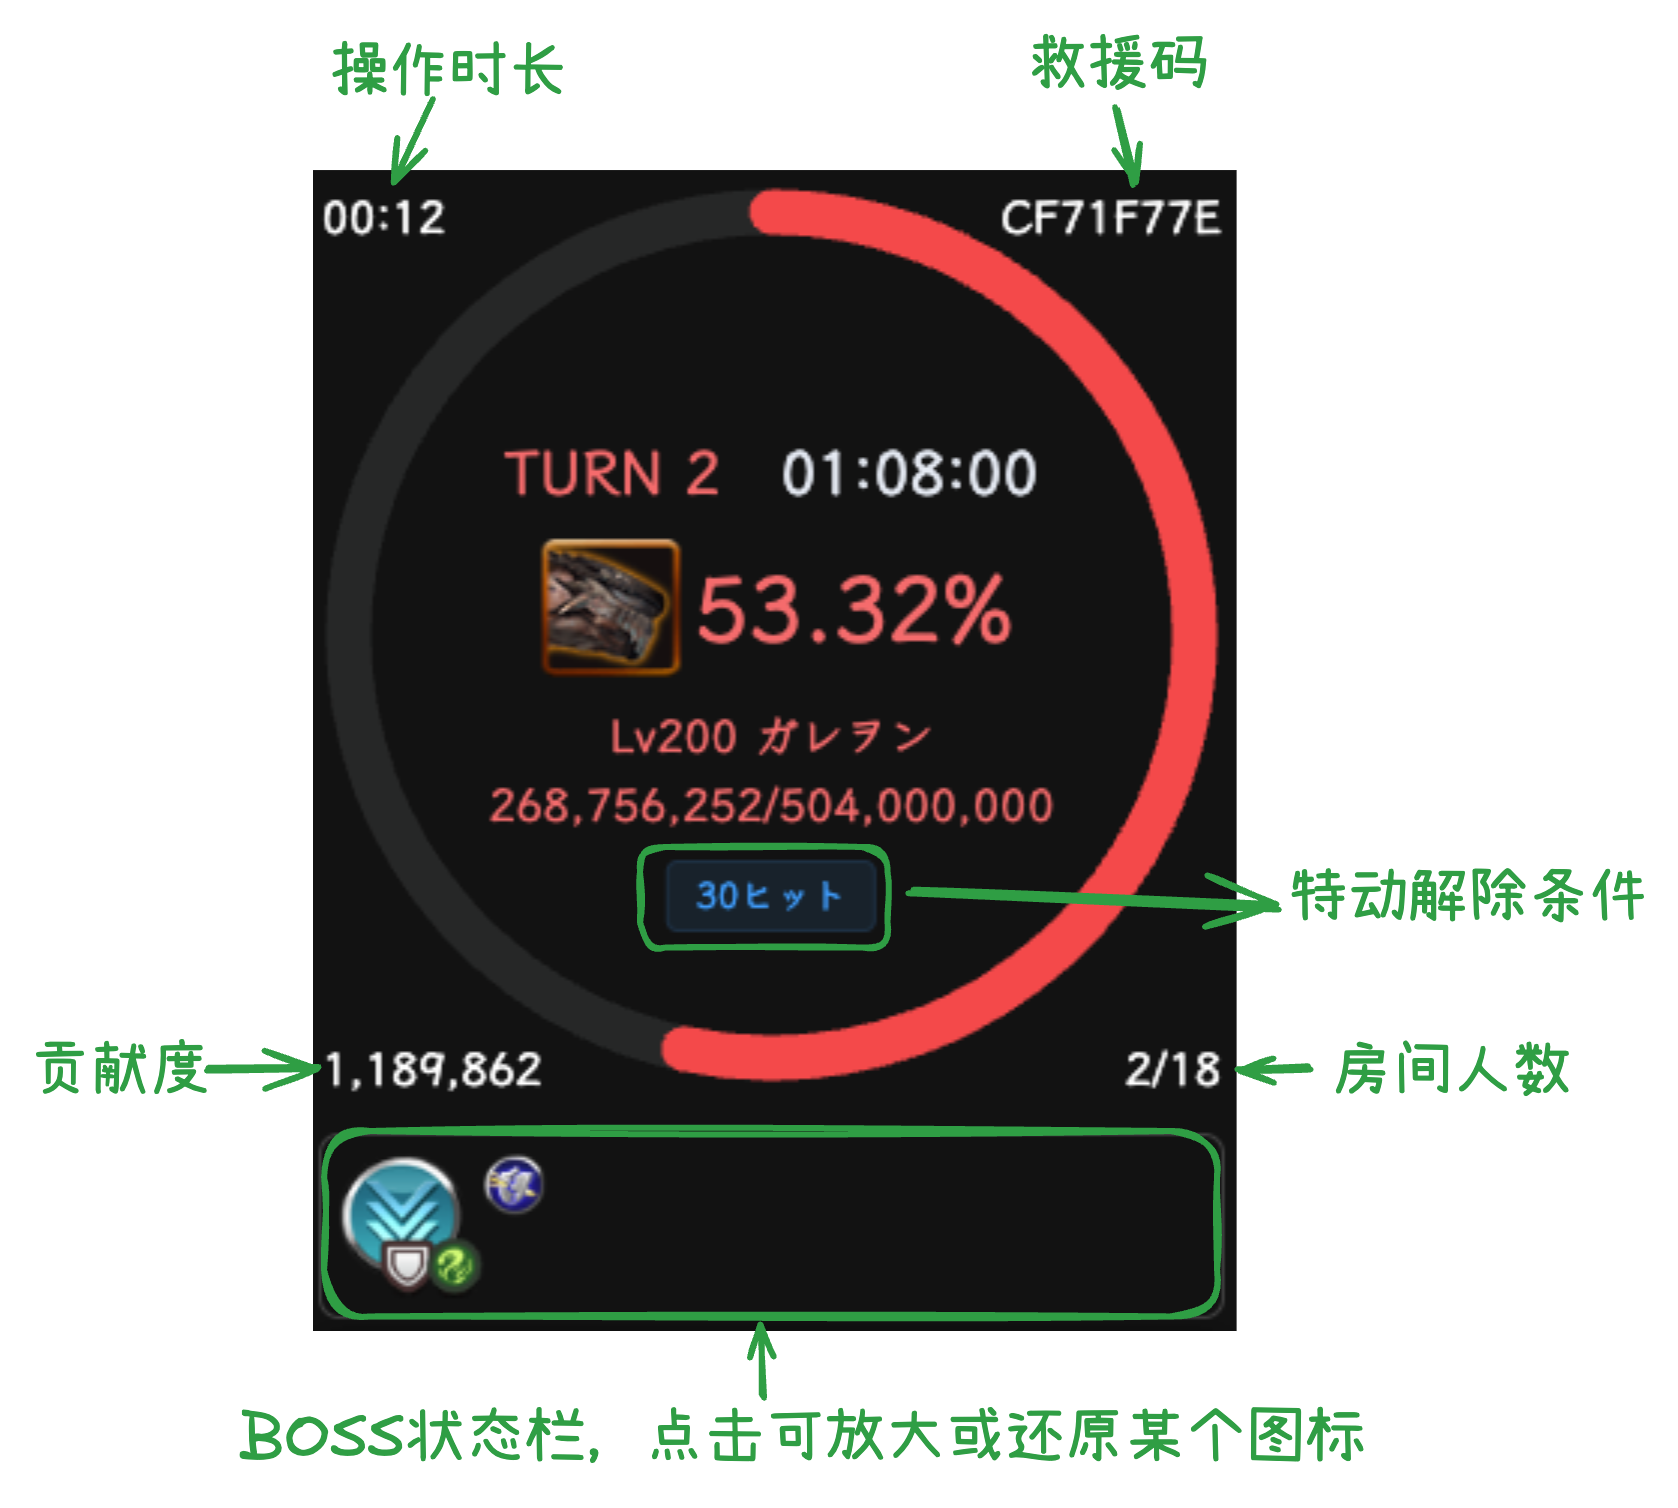 操作时长
救援码
00:12
CF71F77E
TURN 2 01:08:00
53.32%
Lv200 ガレヲン
268,756,252/504,000,000
30ヒット
特动解除条件
贡献度
1,189,862
2/18
房间人数
BOSS状态栏，点击可放大或还原某个图标